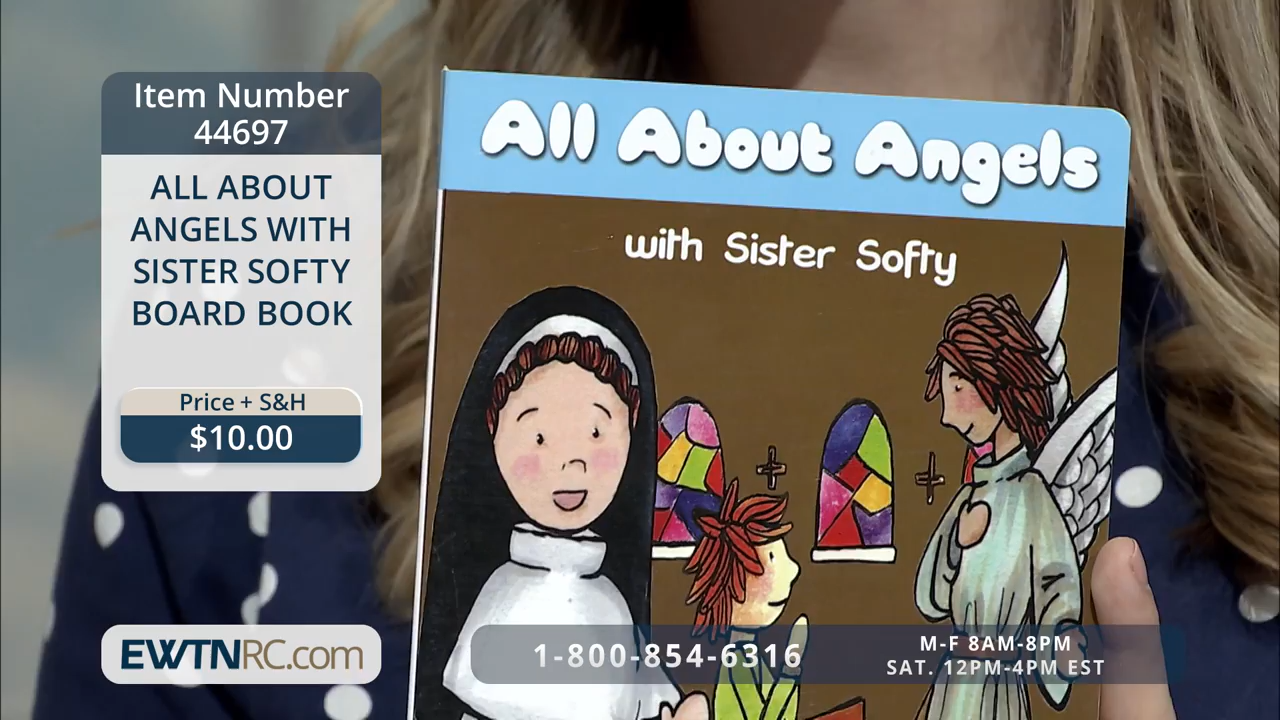 Item Number
44697
ALL ABOUT
ANGELS WITH
SISTER SOFTY
BOARD BOOK
Price + S&H
$10.00
EWTNRC.com
All About Angels
with Sister Softy
1-800-854-6316
M-F 8AM-8PM
SAT. 12PM-4PM EST